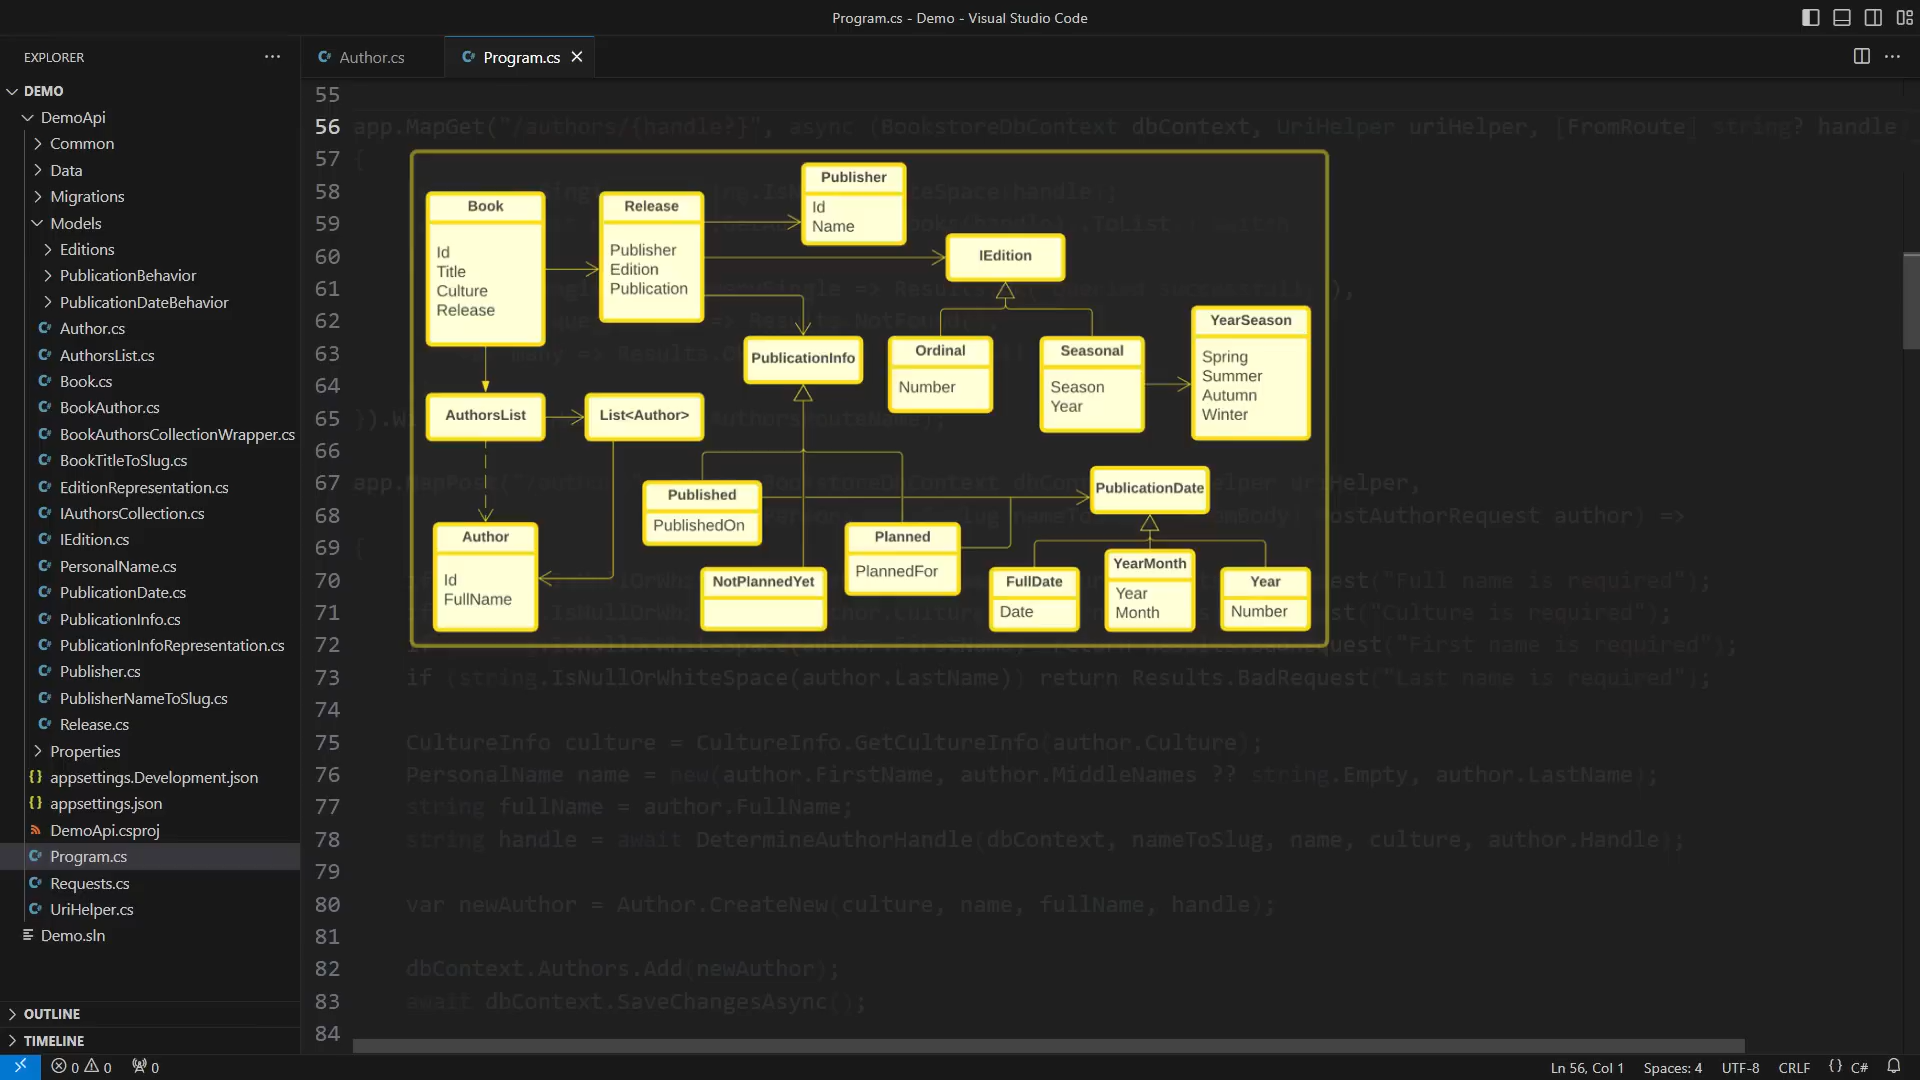 Program.cs - Demo - Visual Studio Code
EXPLORER
DEMO
DemoApi
Common
Data
Migrations
Models
Editions
PublicationBehavior
PublicationDateBehavior
Author.cs
AuthorsList.cs
Book.cs
BookAuthor.cs
BookAuthorsCollectionWrapper.cs
BookTitleToSlug.cs
EditionRepresentation.cs
IAuthorsCollection.cs
IEdition.cs
PersonalName.cs
PublicationDate.cs
PublicationInfo.cs
PublicationInfoRepresentation.cs
Publisher.cs
PublisherNameToSlug.cs
Release.cs
Properties
appsettings.Development.json
appsettings.json
DemoApi.csproj
Program.cs
Requests.cs
UriHelper.cs
Demo.sln
OUTLINE
TIMELINE
Author.cs
Program.cs
55
56 app.MapGet("/authors/{handle?}", async (BookstoreDbContext dbContext, UriHelper uriHelper, [FromRoute] string? handle)
57 {
58
59
60
61
62
63
64
65
66
67
68
69 {
70
71
72
73 if (string.IsNullOrWhiteSpace(author.LastName)) return Results.BadRequest("Last name is required");
74
75 CultureInfo culture = CultureInfo.GetCultureInfo(author.Culture);
76 PersonalName name = new(author.FirstName, author.MiddleNames ?? string.Empty, author.LastName);
77 string fullName = author.FullName;
78 string handle = await DetermineAuthorHandle(dbContext, nameToSlug, name, culture, author.Handle);
79
80 var newAuthor = Author.CreateNew(culture, name, fullName, handle);
81
82 dbContext.Authors.Add(newAuthor);
83 await dbContext.SaveChangesAsync();
84
Book
Id
Title
Culture
Release
Release
Publisher
Edition
Publication
Publisher
Id
Name
IEdition
PublicationInfo
Ordinal
Number
Seasonal
Season
Year
YearSeason
Spring
Summer
Autumn
Winter
AuthorsList
List<Author>
Author
Id
FullName
Published
PublishedOn
NotPlannedYet
Planned
PlannedFor
PublicationDate
FullDate
Date
YearMonth
Year
Month
Year
Number
0 0 0
Ln 56, Col 1
Spaces: 4
UTF-8
CRLF
{} C#